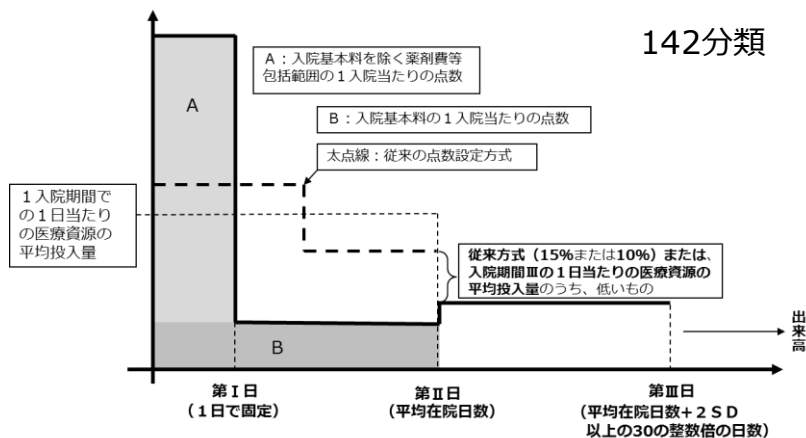 142分類
A：入院基本料を除く薬剤費等
包括範囲の１入院当たりの点数
A
B：入院基本料の１入院当たりの点数
太点線：従来の点数設定方式
１入院期間で
の１日当たり
の医療資源の
平均投入量
従来方式（15%または10%）または、
入院期間Ⅲの１日当たりの医療資源の
平均投入量のうち、低いもの
出来高
B
第Ⅰ日
（１日で固定）
第Ⅱ日
（平均在院日数）
第Ⅲ日
（平均在院日数＋２ＳＤ
以上の30の整数倍の日数）